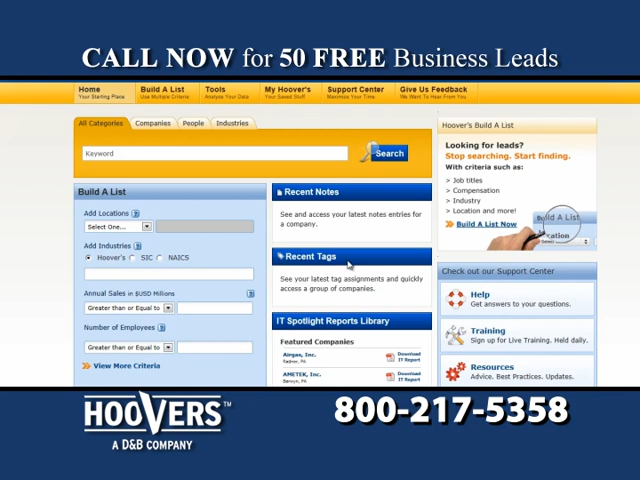 CALL NOW for 50 FREE Business Leads
Home
Your Starting Place
Build A List
Use Multiple Criteria
Tools
Analyze Your Data
My Hoover's
Your Saved Stuff
Support Center
Maximize Your Time
Give Us Feedback
We Want To Hear From You
All Categories
Companies
People
Industries
Keyword
Search
Build A List
Add Locations ?
Select One...
Add Industries ?
Hoover's SIC NAICS
Annual Sales in $USD Millions ?
Greater than or Equal to
Number of Employees ?
Greater than or Equal to
View More Criteria
Recent Notes
See and access your latest notes entries for
a company.
Recent Tags
See your latest tag assignments and quickly
access a group of companies.
IT Spotlight Reports Library
Featured Companies
Airgas, Inc.
Radnor, PA
Download
IT Report
AMETEK, Inc.
Berwyn, PA
Download
IT Report
Hoover's Build A List
Looking for leads?
Stop searching. Start finding.
With criteria such as:
> Job titles
> Compensation
> Industry
> Location and more!
Build A List Now
Build A List
Check out our Support Center
Help
Get answers to your questions.
Training
Sign up for Live Training. Held daily.
Resources
Advice. Best Practices. Updates.
HOOVERS™
A D&B COMPANY
800-217-5358